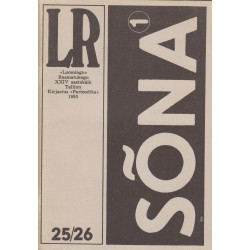 LR
«Loomingu»
Raamatukogu
XXIV aastakäik
Tallinn
Kirjastus «Perioodika»
1980
25/26
SÕNA
1